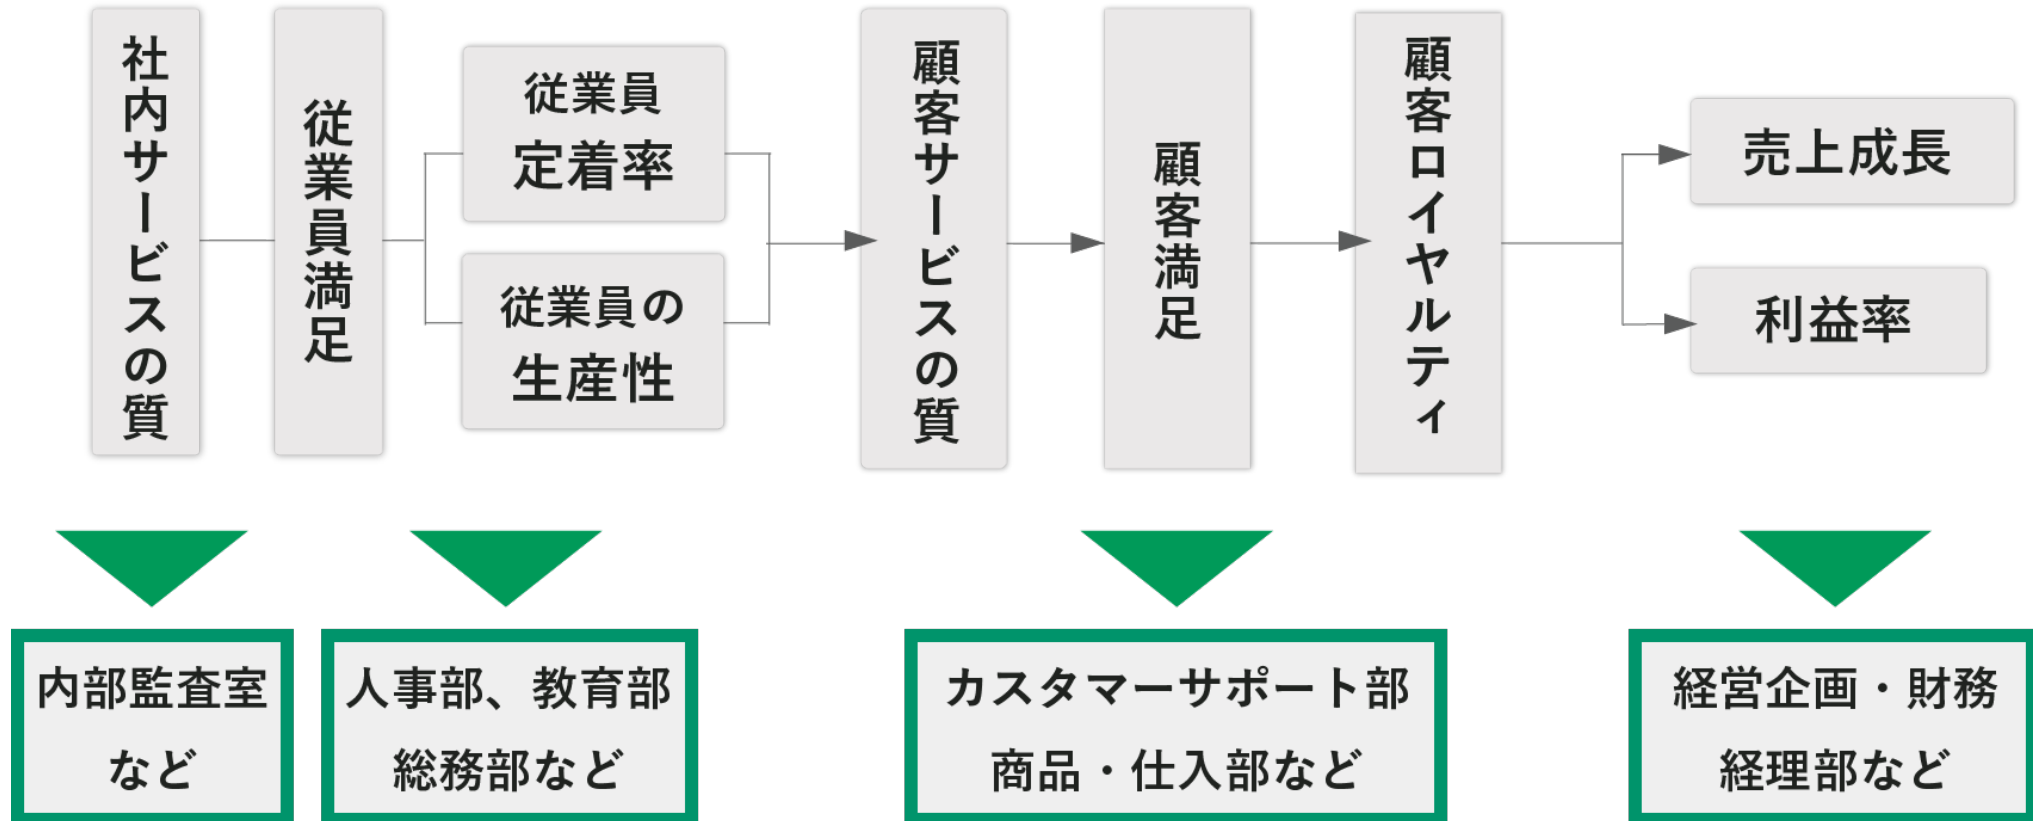 社内サービスの質
従業員満足
従業員
定着率
従業員の
生産性
顧客サービスの質
顧客満足
顧客ロイヤルティ
売上成長
利益率
内部監査室
など
人事部、教育部
総務部など
カスタマーサポート部
商品・仕入部など
経営企画・財務
経理部など